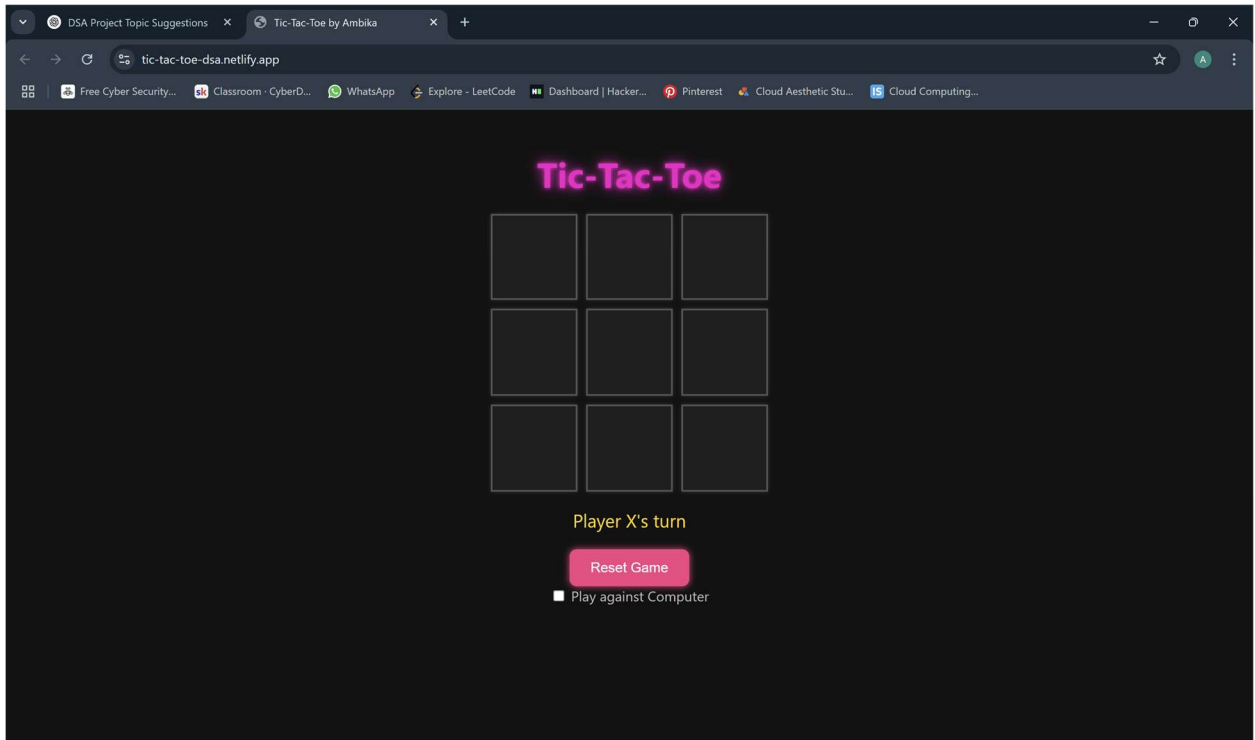 DSA Project Topic Suggestions
Tic-Tac-Toe by Ambika
tic-tac-toe-dsa.netlify.app
A
Free Cyber Security...
sk Classroom · CyberD...
WhatsApp
Explore - LeetCode
Dashboard | Hacker...
Pinterest
Cloud Aesthetic Stu...
IS Cloud Computing...
Tic-Tac-Toe
Player X's turn
Reset Game
Play against Computer